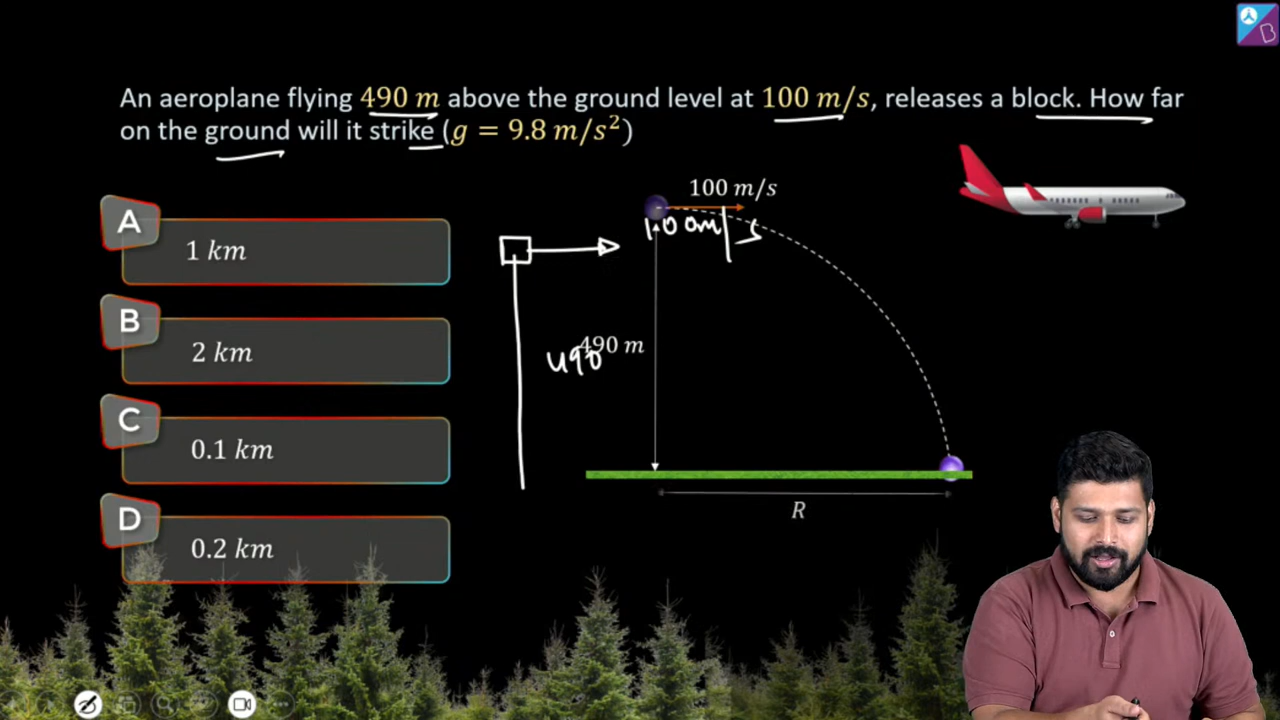 An aeroplane flying 490 m above the ground level at 100 m/s, releases a block. How far
on the ground will it strike (g = 9.8 m/s²)
A
1 km
B
2 km
C
0.1 km
D
0.2 km
100 m/s
100m/s
490 m
490
R
B